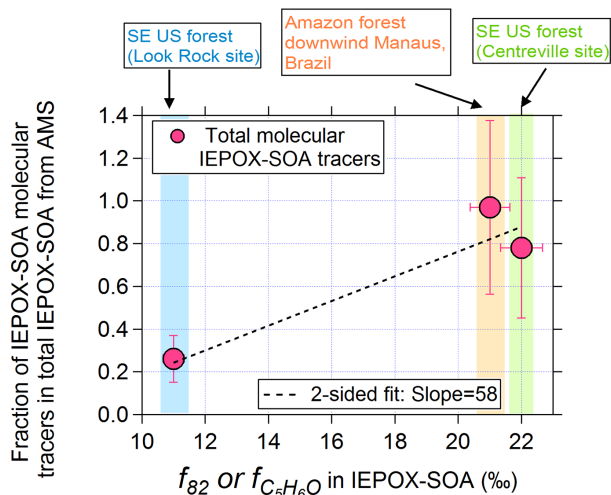 SE US forest
(Look Rock site)
Amazon forest
downwind Manaus,
Brazil
SE US forest
(Centreville site)
Fraction of IEPOX-SOA molecular
tracers in total IEPOX-SOA from AMS
1.4
1.2
1.0
0.8
0.6
0.4
0.2
0.0
Total molecular
IEPOX-SOA tracers
2-sided fit: Slope=58
10 12 14 16 18 20 22
f82 or fC5H6O in IEPOX-SOA (‰)